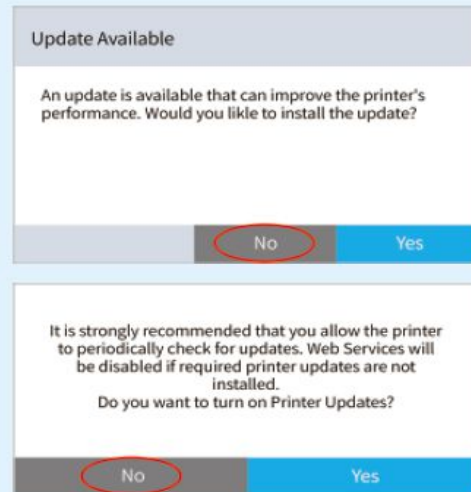 Update Available
An update is available that can improve the printer's
performance. Would you likle to install the update?
No
Yes
It is strongly recommended that you allow the printer
to periodically check for updates. Web Services will
be disabled if required printer updates are not
installed.
Do you want to turn on Printer Updates?
No
Yes